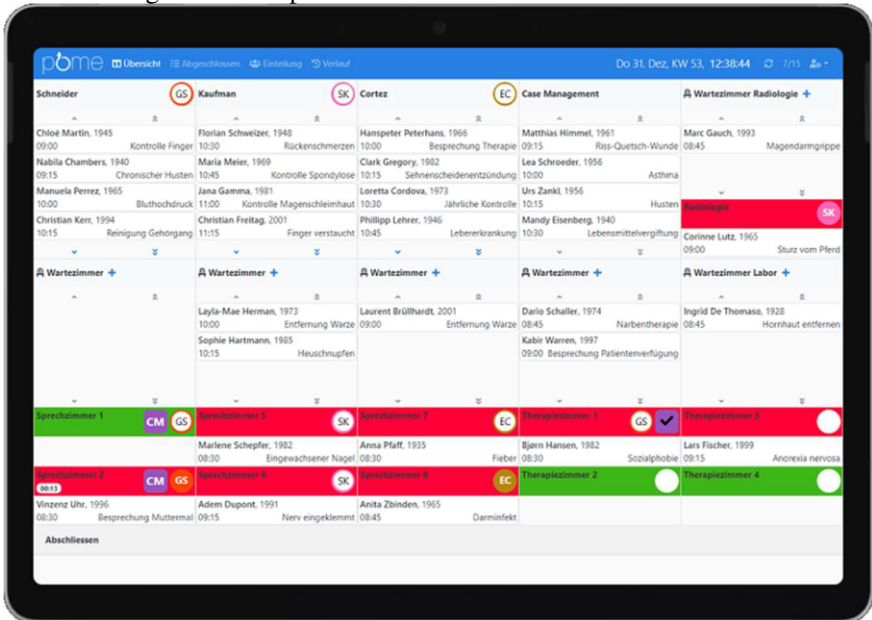 pome Übersicht Abgeschlossen Einteilung Verlauf Do 31. Dez, KW 53, 12:38:44 7/15
Schneider GS Kaufman SK Cortez EC Case Management Wartezimmer Radiologie +
Chloé Martin, 1945 Florian Schweizer, 1948 Hanspeter Peterhans, 1966 Matthias Himmel, 1961 Marc Gauch, 1993
09:00 Kontrolle Finger 10:30 Rückenschmerzen 10:00 Besprechung Therapie 09:15 Riss-Quetsch-Wunde 08:45 Magendarmgrippe
Nabila Chambers, 1940 Maria Meier, 1969 Clark Gregory, 1982 Lea Schroeder, 1956
09:15 Chronischer Husten 10:45 Kontrolle Spondylose 10:15 Sehnenscheidenentzündung 10:00 Asthma
Manuela Perrez, 1965 Jana Gamma, 1981 Loretta Cordova, 1973 Urs Zankl, 1956
10:00 Bluthochdruck 11:00 Kontrolle Magenschleimhaut 10:30 Jährliche Kontrolle 10:15 Husten Radiologie SK
Christian Kerr, 1994 Christian Freitag, 2001 Phillipp Lehrer, 1946 Mandy Eisenberg, 1940 Corinne Lutz, 1965
10:15 Reinigung Gehörgang 11:15 Finger verstaucht 10:45 Lebererkrankung 10:30 Lebensmittelvergiftung 09:00 Sturz vom Pferd
Wartezimmer + Wartezimmer + Wartezimmer + Wartezimmer + Wartezimmer Labor +
Layla-Mae Herman, 1973 Laurent Brüllhardt, 2001 Dario Schaller, 1974 Ingrid De Thomaso, 1928
10:00 Entfernung Warze 09:00 Entfernung Warze 08:45 Narbentherapie 08:45 Hornhaut entfernen
Sophie Hartmann, 1985 Kabir Warren, 1997
10:15 Heuschnupfen 09:00 Besprechung Patientenverfügung
Sprechzimmer 1 CM GS Sprechzimmer 5 SK Sprechzimmer 7 EC Therapiezimmer 1 GS Therapiezimmer 3
Marlene Schepfer, 1982 Anna Pfaff, 1935 Bjørn Hansen, 1982 Lars Fischer, 1999
08:30 Eingewachsener Nagel 08:30 Fieber 08:30 Sozialphobie 09:15 Anorexia nervosa
Sprechzimmer 2 CM GS Sprechzimmer 6 SK Sprechzimmer 8 EC Therapiezimmer 2 Therapiezimmer 4
00:13
Vinzenz Uhr, 1996 Adem Dupont, 1991 Anita Zbinden, 1965
08:30 Besprechung Muttermal 09:15 Nerv eingeklemmt 08:45 Darminfekt
Abschliessen